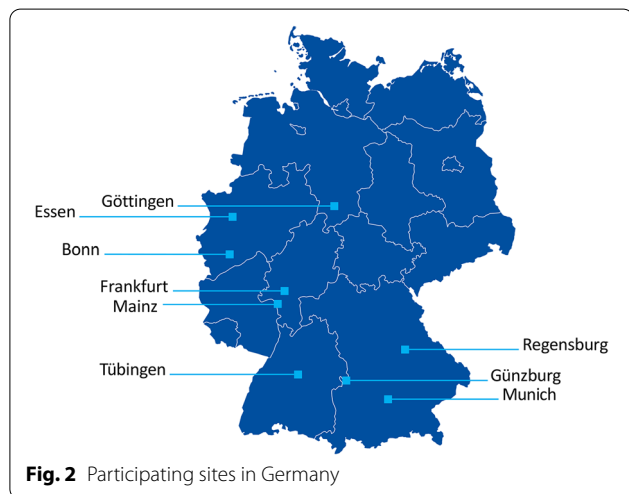 Göttingen
Essen
Bonn
Frankfurt
Mainz
Regensburg
Tübingen
Günzburg
Munich
Fig. 2 Participating sites in Germany